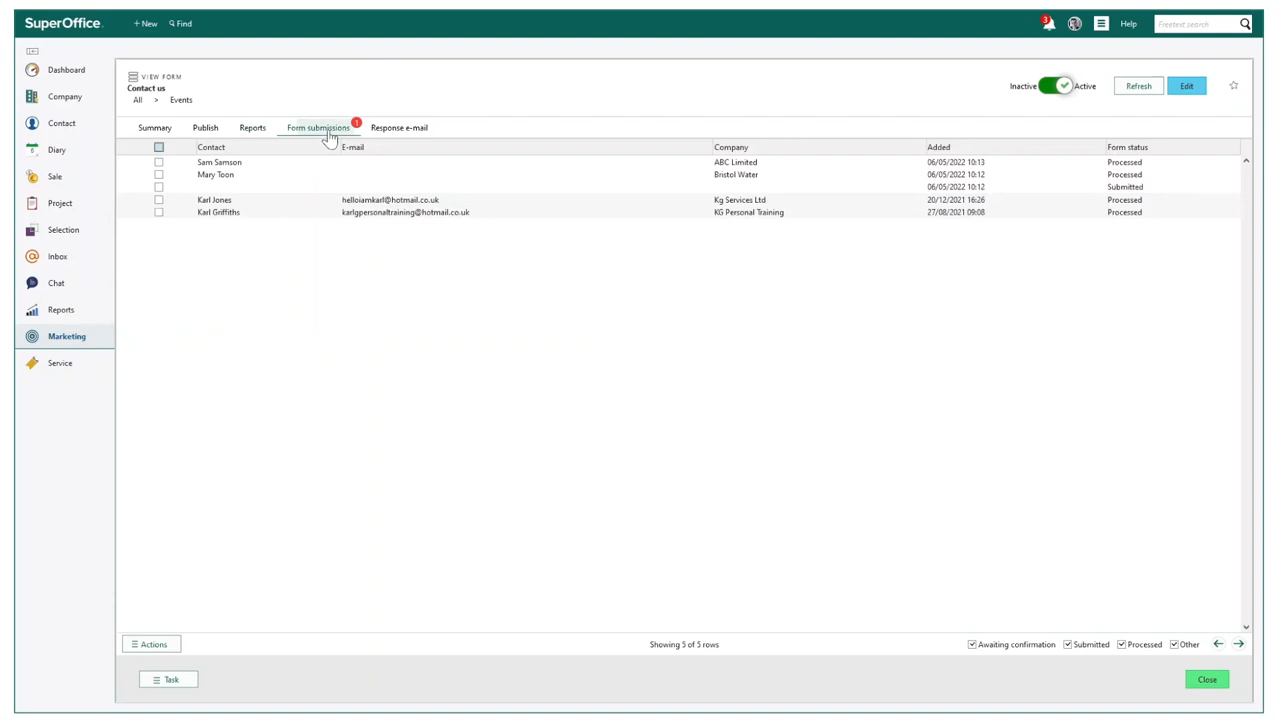 SuperOffice. + New Find 3 Help Freetext search
Dashboard
Company
Contact
6 Diary
Sale
Project
Selection
Inbox
Chat
Reports
Marketing
Service
VIEW FORM
Contact us
All > Events
Inactive Active Refresh Edit
Summary Publish Reports Form submissions 1 Response e-mail
Contact E-mail Company Added Form status
Sam Samson ABC Limited 06/05/2022 10:13 Processed
Mary Toon Bristol Water 06/05/2022 10:12 Processed
06/05/2022 10:12 Submitted
Karl Jones helloiamkarl@hotmail.co.uk Kg Services Ltd 20/12/2021 16:26 Processed
Karl Griffiths karlgpersonaltraining@hotmail.co.uk KG Personal Training 27/08/2021 09:08 Processed
Actions Showing 5 of 5 rows Awaiting confirmation Submitted Processed Other
Task Close